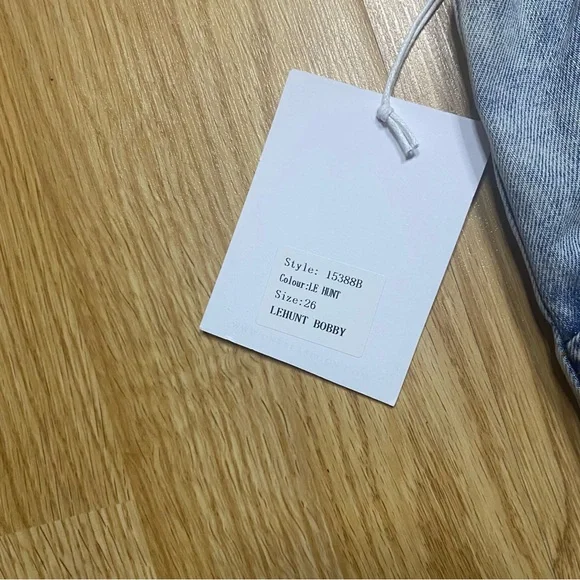 Style: 15388B
Colour:LE HUNT
Size:26
LEHUNT BOBBY